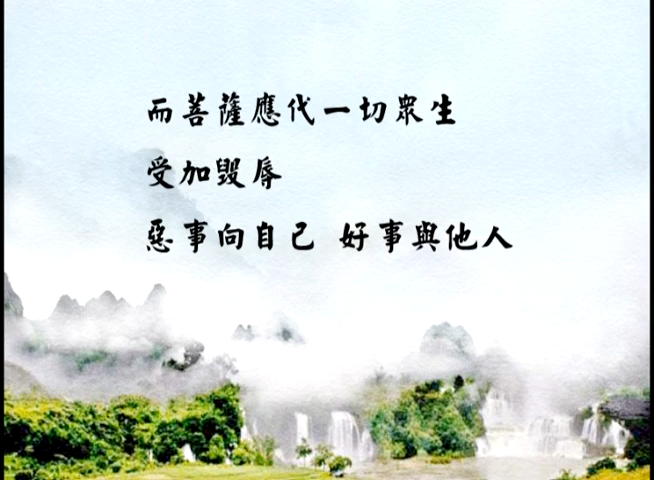 而菩薩應代一切眾生
受加毀辱
惡事向自己 好事與他人